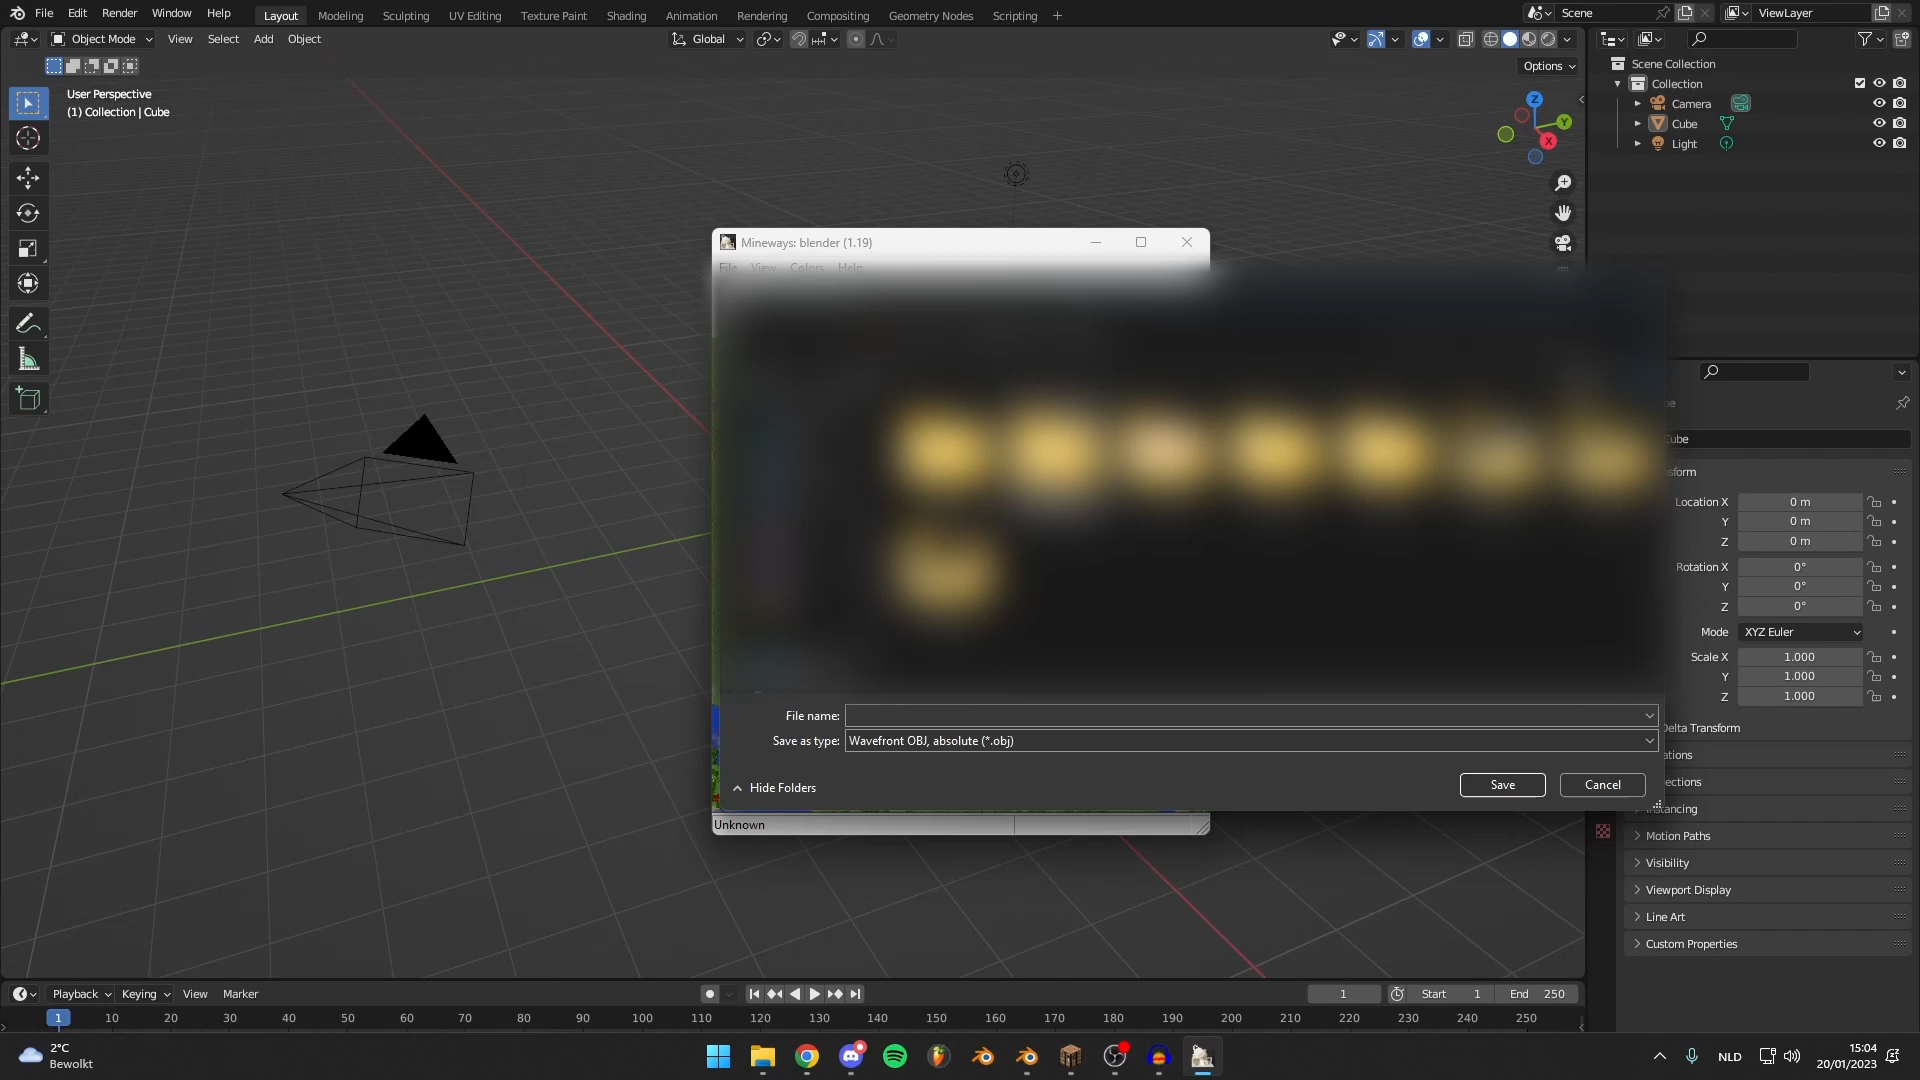 File Edit Render Window Help Layout Modeling Sculpting UV Editing Texture Paint Shading Animation Rendering Compositing Geometry Nodes Scripting + Scene ViewLayer
Object Mode View Select Add Object Global
Options
User Perspective
(1) Collection | Cube
Z
Y
X
Scene Collection
Collection
Camera
Cube
Light
Mineways: blender (1.19)
File View Colors Help
File name:
Save as type: Wavefront OBJ, absolute (*.obj)
Hide Folders Save Cancel
Unknown
Cube
Location X 0 m
Y 0 m
Z 0 m
Rotation X 0°
Y 0°
Z 0°
Mode XYZ Euler
Scale X 1.000
Y 1.000
Z 1.000
Delta Transform
Instancing
Motion Paths
Visibility
Viewport Display
Line Art
Custom Properties
Playback Keying View Marker 1 Start 1 End 250
1 10 20 30 40 50 60 70 80 90 100 110 120 130 140 150 160 170 180 190 200 210 220 230 240 250
2°C
Bewolkt
NLD
15:04
20/01/2023